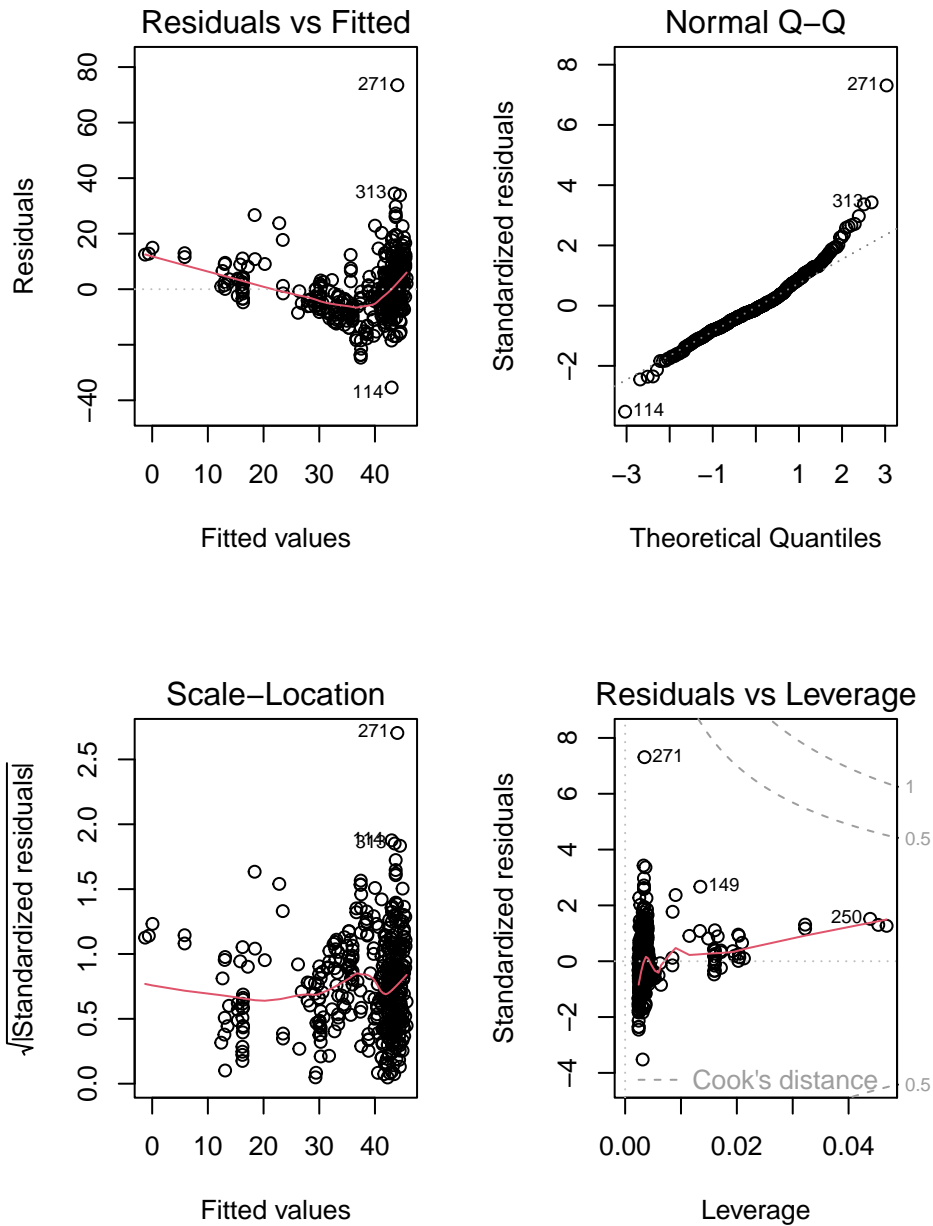 Residuals vs Fitted
Residuals
80
60
40
20
0
−40
271
313
114
0 10 20 30 40
Fitted values
Normal Q−Q
Standardized residuals
8
6
4
2
0
−2
271
313
114
−3 −1 1 2 3
Theoretical Quantiles
Scale−Location
√|Standardized residuals|
2.5
2.0
1.5
1.0
0.5
0.0
271
114
313
0 10 20 30 40
Fitted values
Residuals vs Leverage
Standardized residuals
8
6
4
2
0
−2
−4
271
149
250
1
0.5
0.5
Cook's distance
0.00 0.02 0.04
Leverage